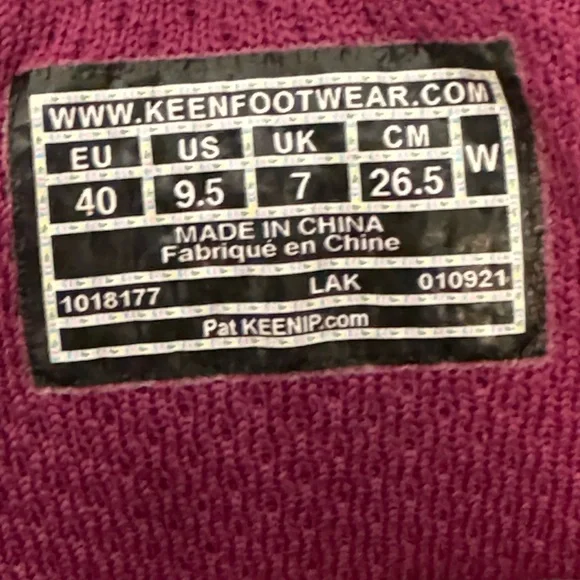 WWW.KEENFOOTWEAR.COM
EU US UK CM W
40 9.5 7 26.5
MADE IN CHINA
Fabriqué en Chine
1018177 LAK 010921
Pat KEENIP.com